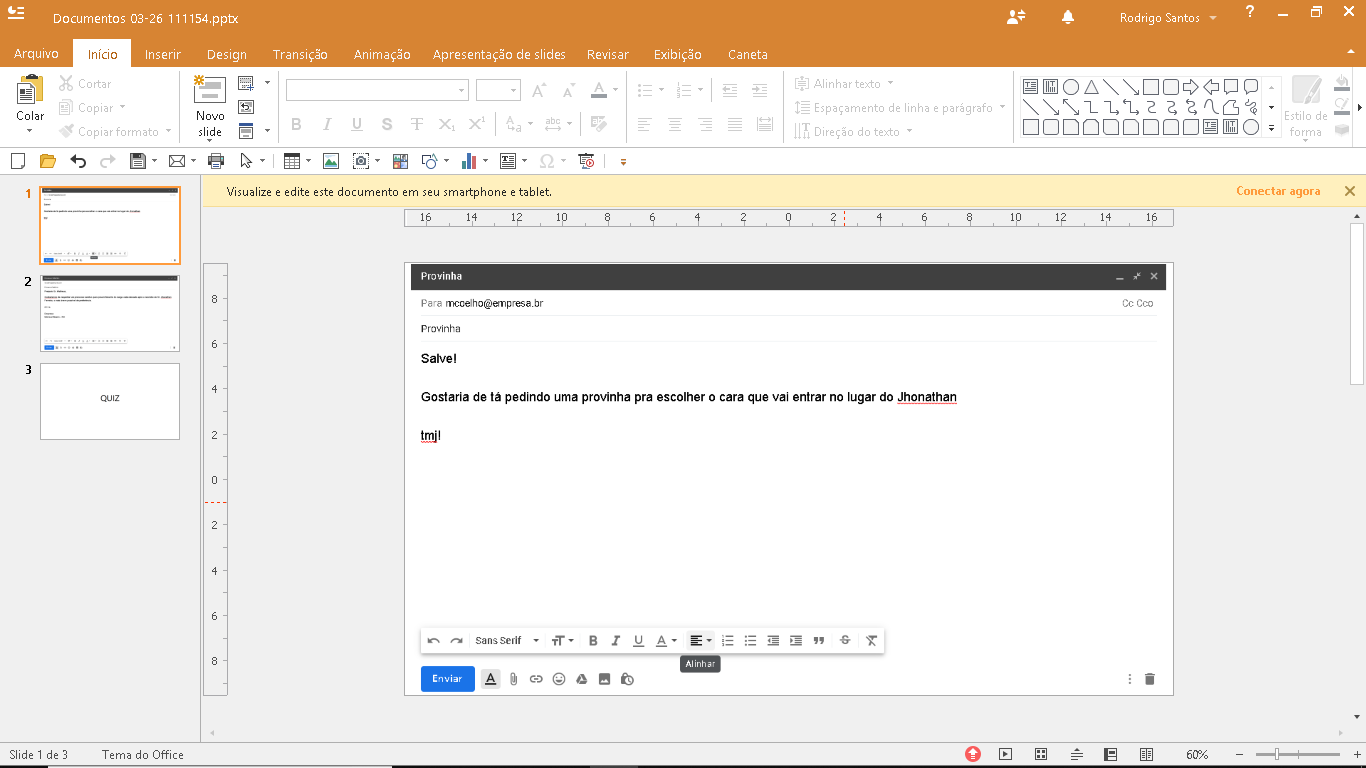 Documentos 03-26 111154.pptx
Rodrigo Santos
?
Arquivo Início Inserir Design Transição Animação Apresentação de slides Revisar Exibição Caneta
Colar
Cortar
Copiar
Copiar formato
Novo slide
Alinhar texto
Espaçamento de linha e parágrafo
Direção do texto
Estilo de forma
Visualize e edite este documento em seu smartphone e tablet.
Conectar agora
16 14 12 10 8 6 4 2 0 2 4 6 8 10 12 14 16
8
6
4
2
0
2
4
6
8
1
2
3
QUIZ
Provinha
Para mcoelho@empresa.br
Cc Cco
Provinha
Salve!
Gostaria de tá pedindo uma provinha pra escolher o cara que vai entrar no lugar do Jhonathan
tmj!
Sans Serif
Alinhar
Enviar
Slide 1 de 3
Tema do Office
60%